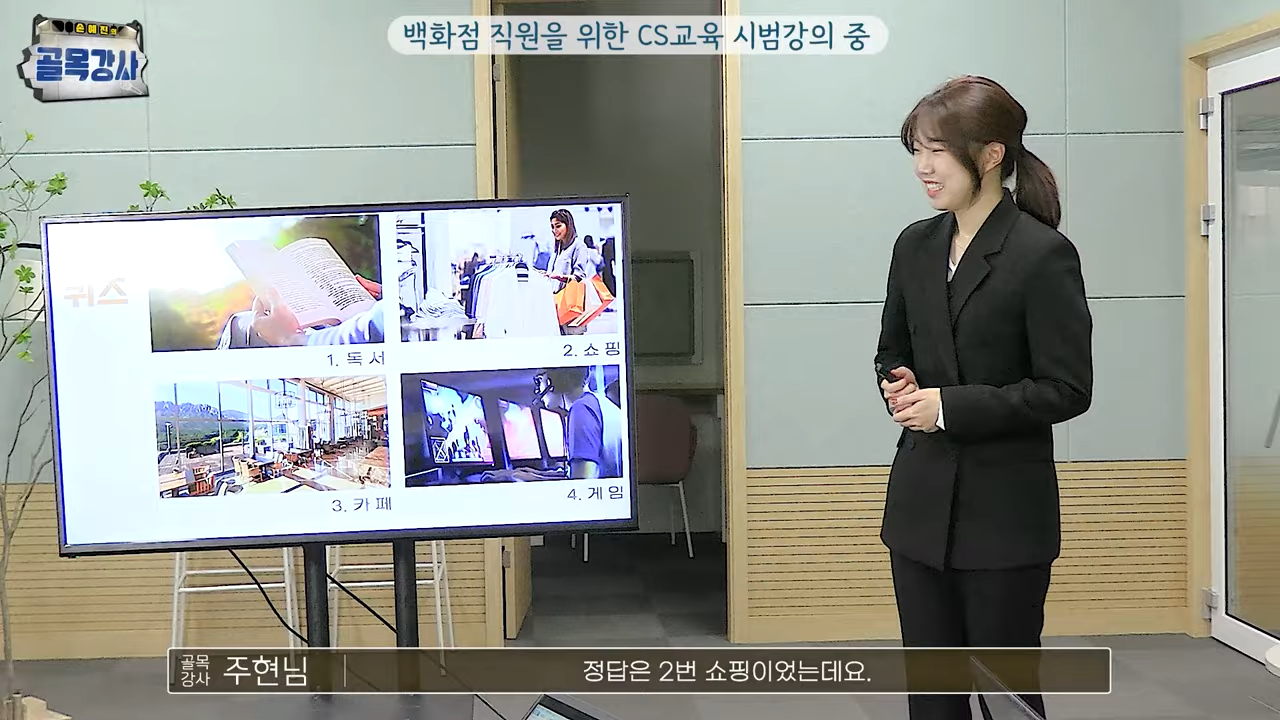 손예진의
골목강사
백화점 직원을 위한 CS교육 시범강의 중
퀴즈
1. 독서
2. 쇼핑
3. 카페
4. 게임
골목
강사
주현님
정답은 2번 쇼핑이었는데요.